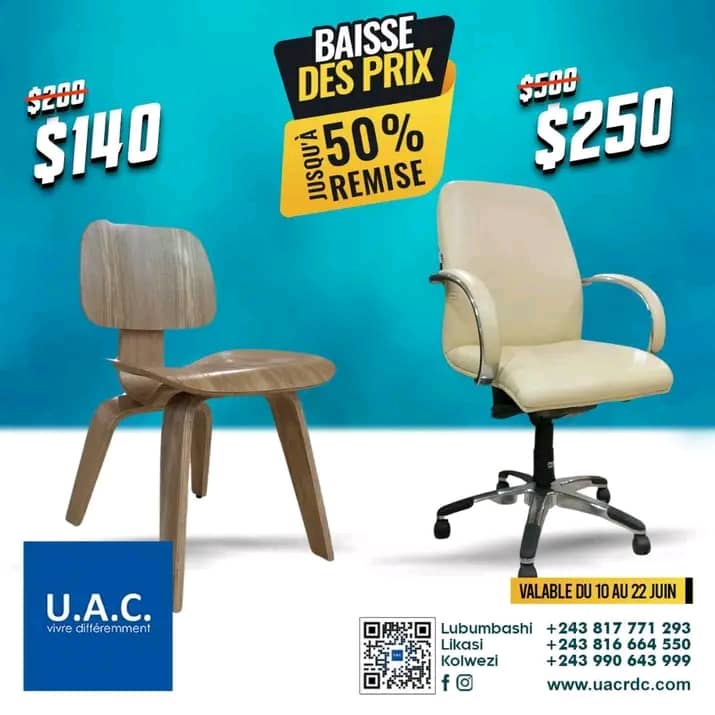 BAISSE
DES PRIX
JUSQU'À
50%
REMISE
$200
$140
$500
$250
U.A.C.
vivre différemment
VALABLE DU 10 AU 22 JUIN
U.A.C.
Lubumbashi +243 817 771 293
Likasi +243 816 664 550
Kolwezi +243 990 643 999
www.uacrdc.com